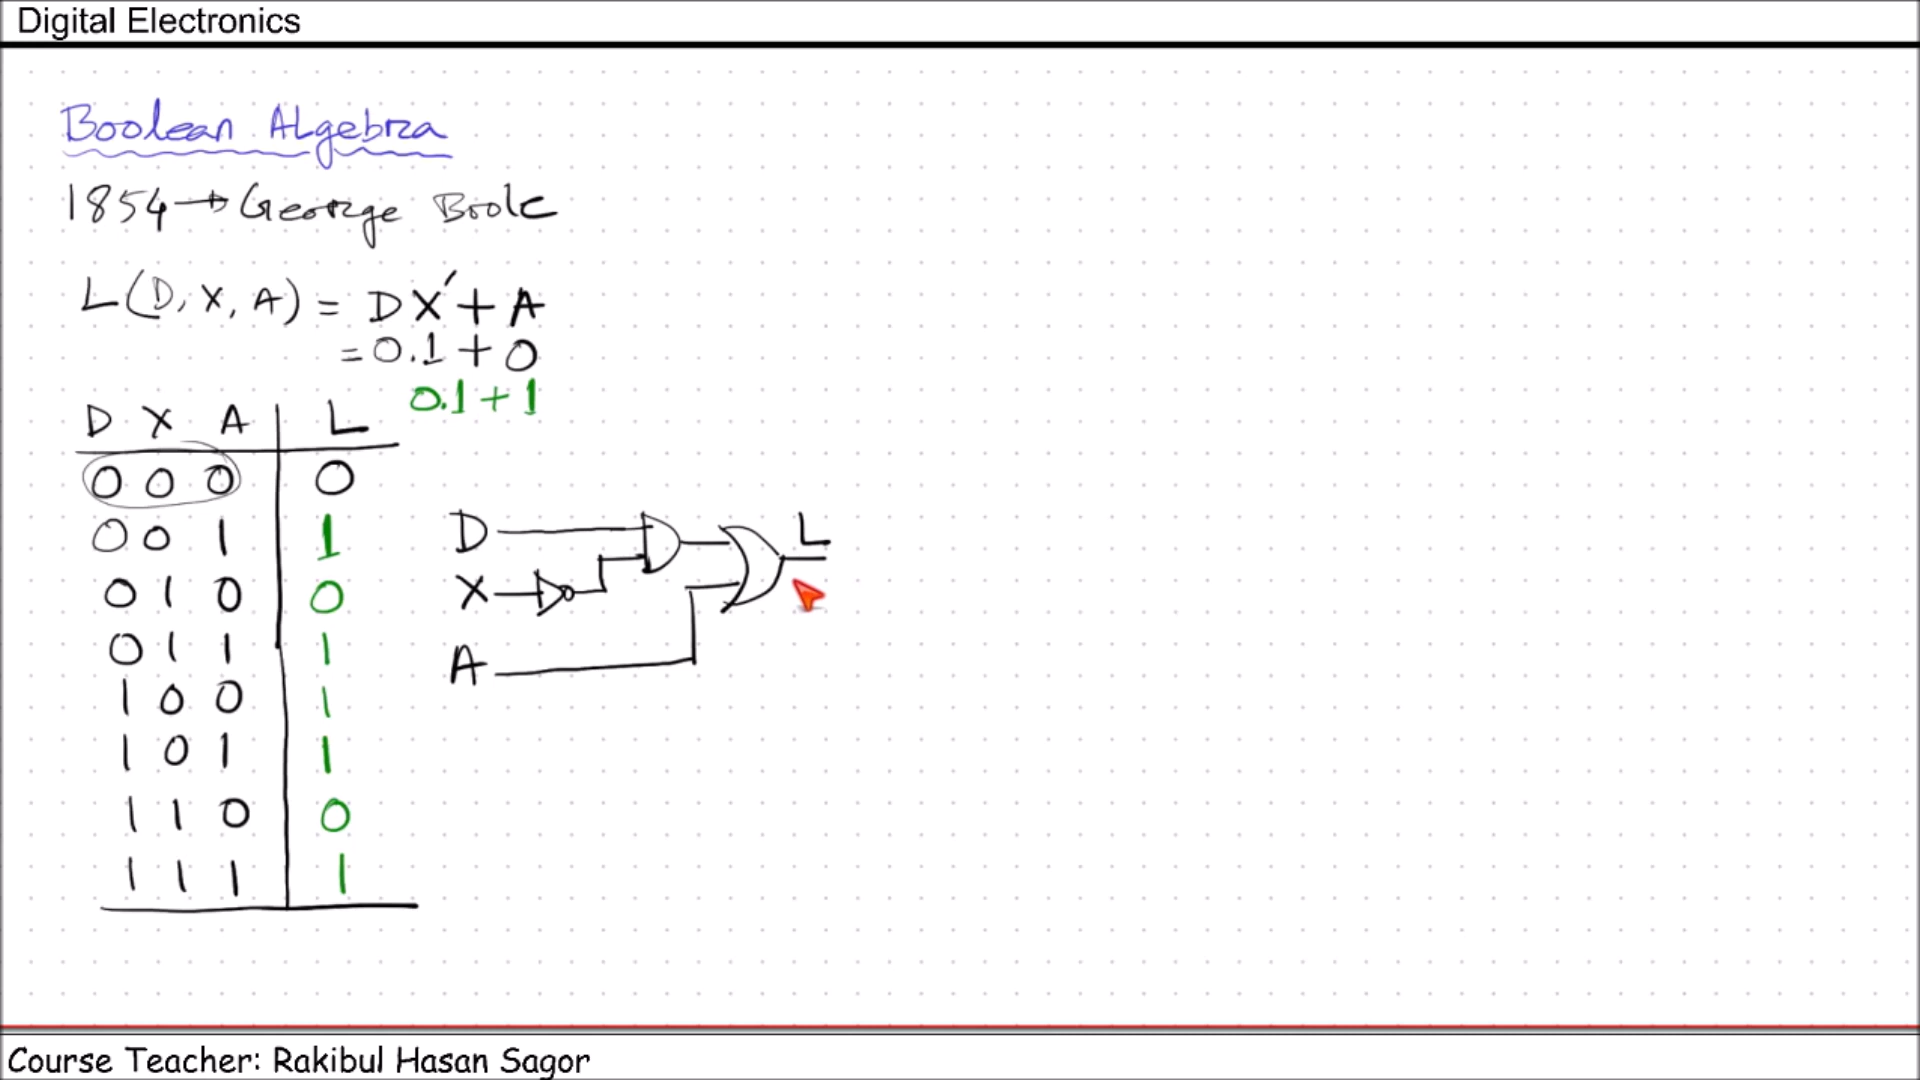 Digital Electronics
Boolean Algebra
1854→George Boole
L(D, X, A) = DX′+ A
= 0.1 + 0
0.1 + 1
D X A L
0 0 0 0
0 0 1 1
0 1 0 0
0 1 1 1
1 0 0 1
1 0 1 1
1 1 0 0
1 1 1 1
D
X
A
L
Course Teacher: Rakibul Hasan Sagor